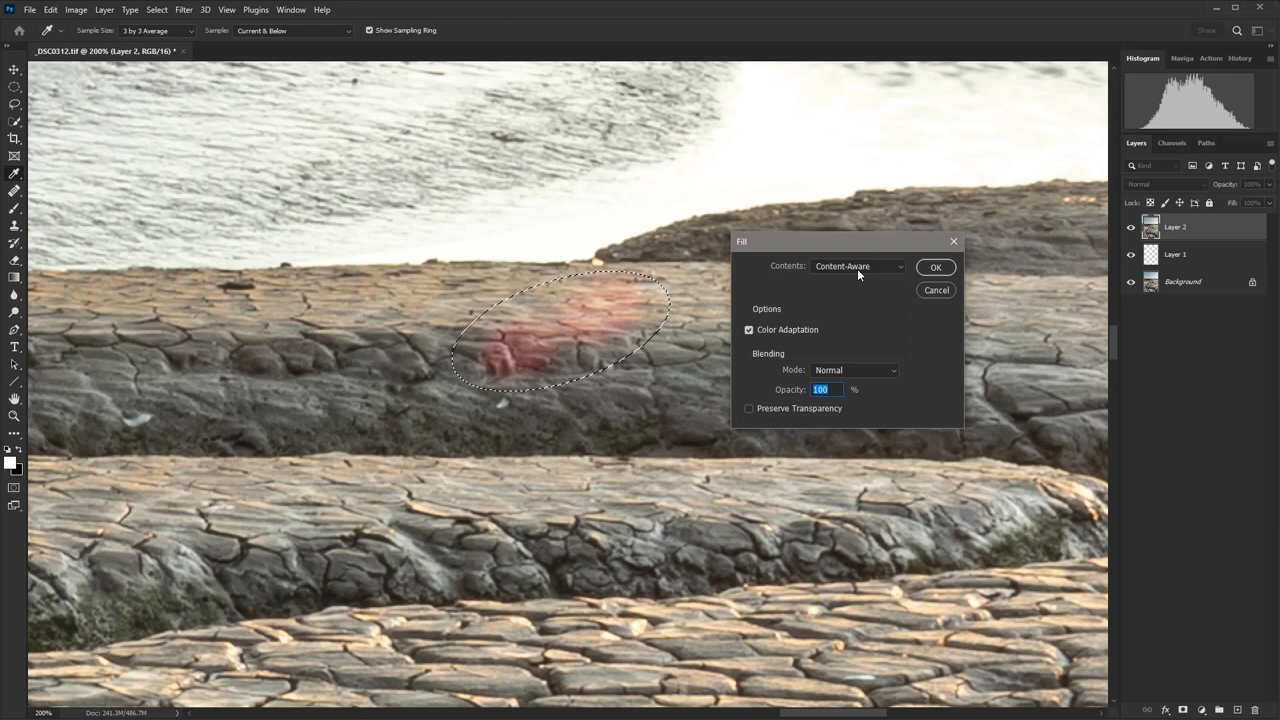 Ps File Edit Image Layer Type Select Filter 3D View Plugins Window Help
Sample Size: 3 by 3 Average Sample: Current & Below Show Sampling Ring Share
_DSC0312.tif @ 200% (Layer 2, RGB/16) * ×
Histogram Naviga Actions History
Layers Channels Paths
Kind
Normal Opacity: 100%
Lock: Fill: 100%
Layer 2
Layer 1
Background
Fill
Contents: Content-Aware OK
Cancel
Options
Color Adaptation
Blending
Mode: Normal
Opacity: 100 %
Preserve Transparency
200% Doc: 241.3M/486.7M